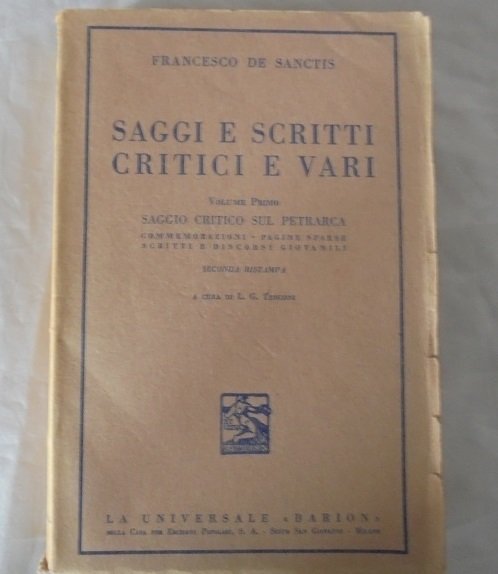 FRANCESCO DE SANCTIS
SAGGI E SCRITTI
CRITICI E VARI
VOLUME PRIMO
SAGGIO CRITICO SUL PETRARCA
COMMEMORAZIONI - PAGINE SPARSE
SCRITTI E DISCORSI GIOVANILI
SECONDA RISTAMPA
A CURA DI L. G. TENCONI
LA UNIVERSALE «BARION»
DELLA CASA PER EDIZIONI POPOLARI, S. A. - SESTO SAN GIOVANNI - MILANO